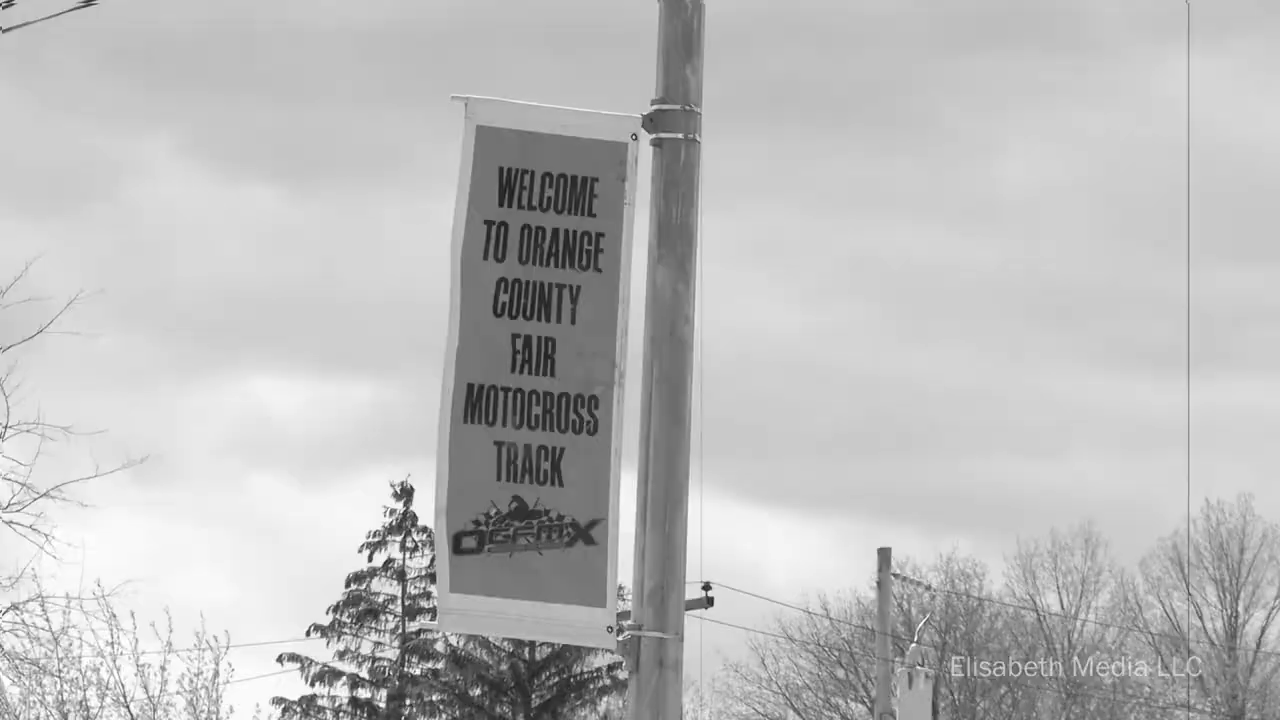 WELCOME
TO ORANGE
COUNTY
FAIR
MOTOCROSS
TRACK
OCFMX
Elisabeth Media LLC